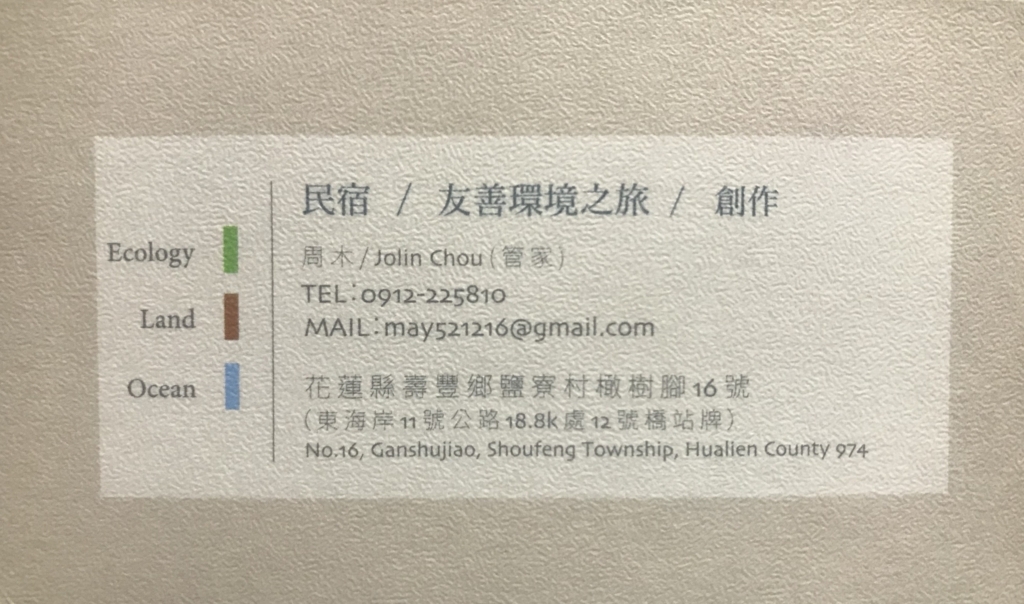 民宿 / 友善環境之旅 / 創作
Ecology
Land
Ocean
周木/Jolin Chou(管家)
TEL:0912-225810
MAIL:may521216@gmail.com
花蓮縣壽豐鄉鹽寮村橄樹腳16號
(東海岸11號公路18.8k處12號橋站牌)
No.16, Ganshujiao, Shoufeng Township, Hualien County 974